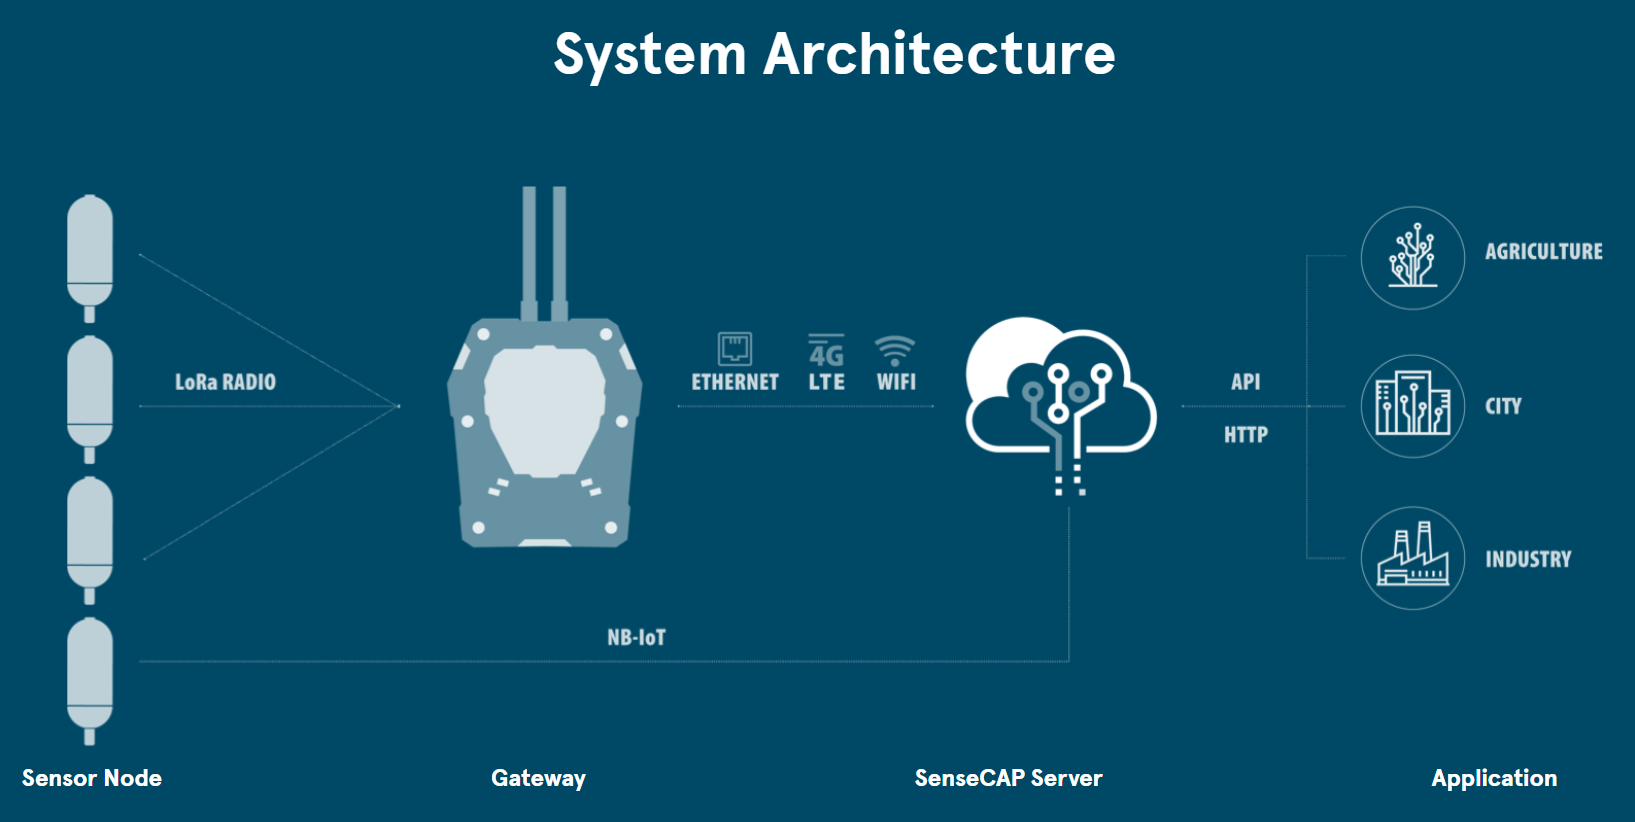 System Architecture
LoRa RADIO
ETHERNET
4G
LTE
WIFI
API
HTTP
AGRICULTURE
CITY
INDUSTRY
NB-IoT
Sensor Node
Gateway
SenseCAP Server
Application